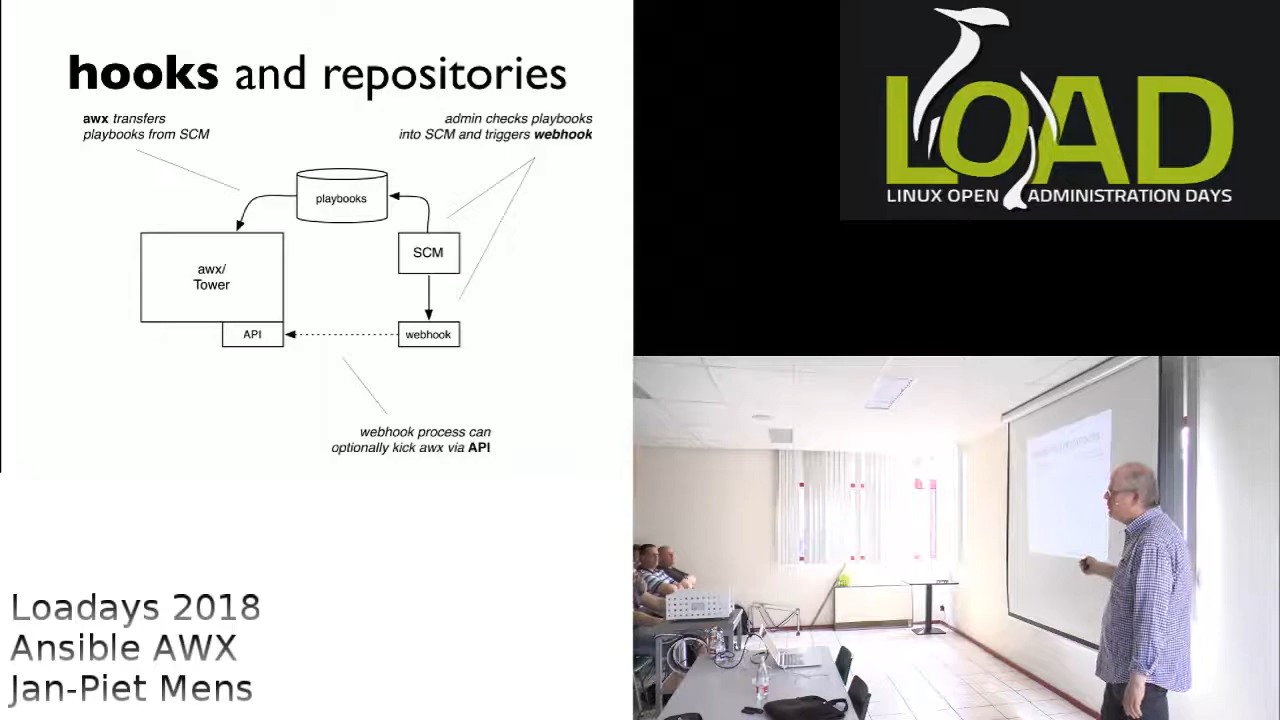 hooks and repositories
awx transfers
playbooks from SCM
admin checks playbooks
into SCM and triggers webhook
playbooks
SCM
awx/
Tower
API
webhook
webhook process can
optionally kick awx via API
LOAD
LINUX OPEN ADMINISTRATION DAYS
Loadays 2018
Ansible AWX
Jan-Piet Mens